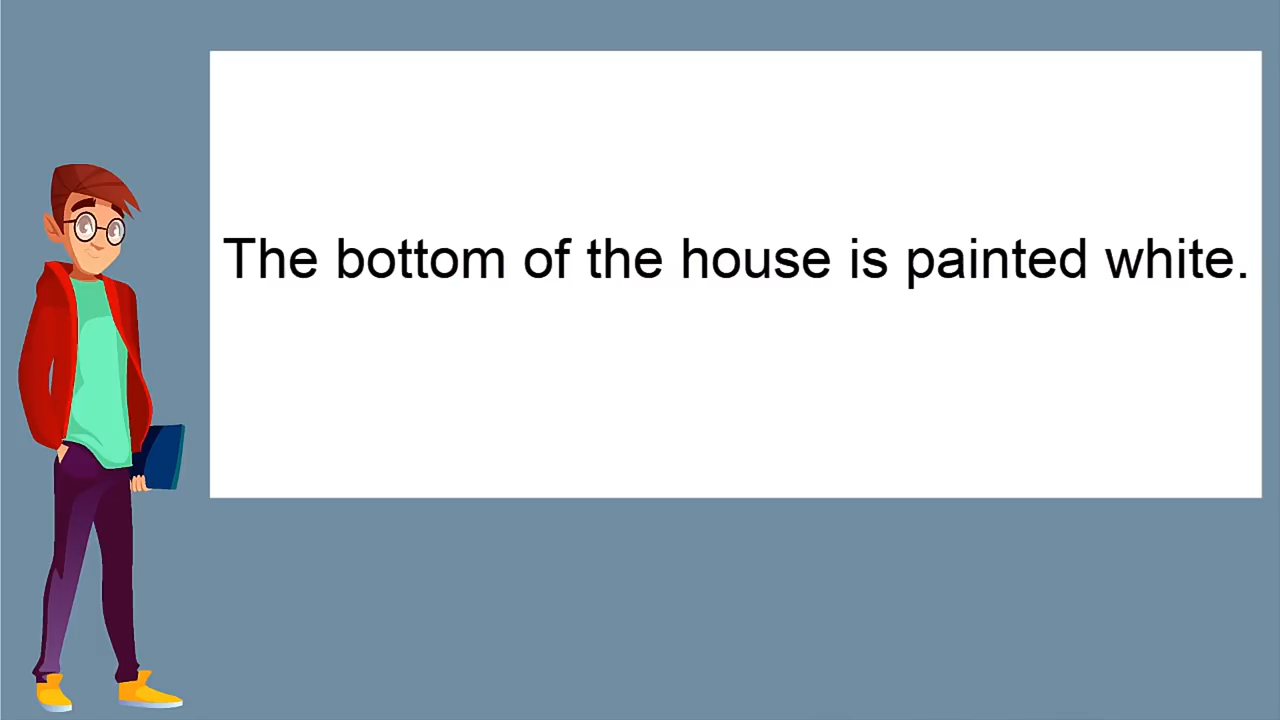 The bottom of the house is painted white.